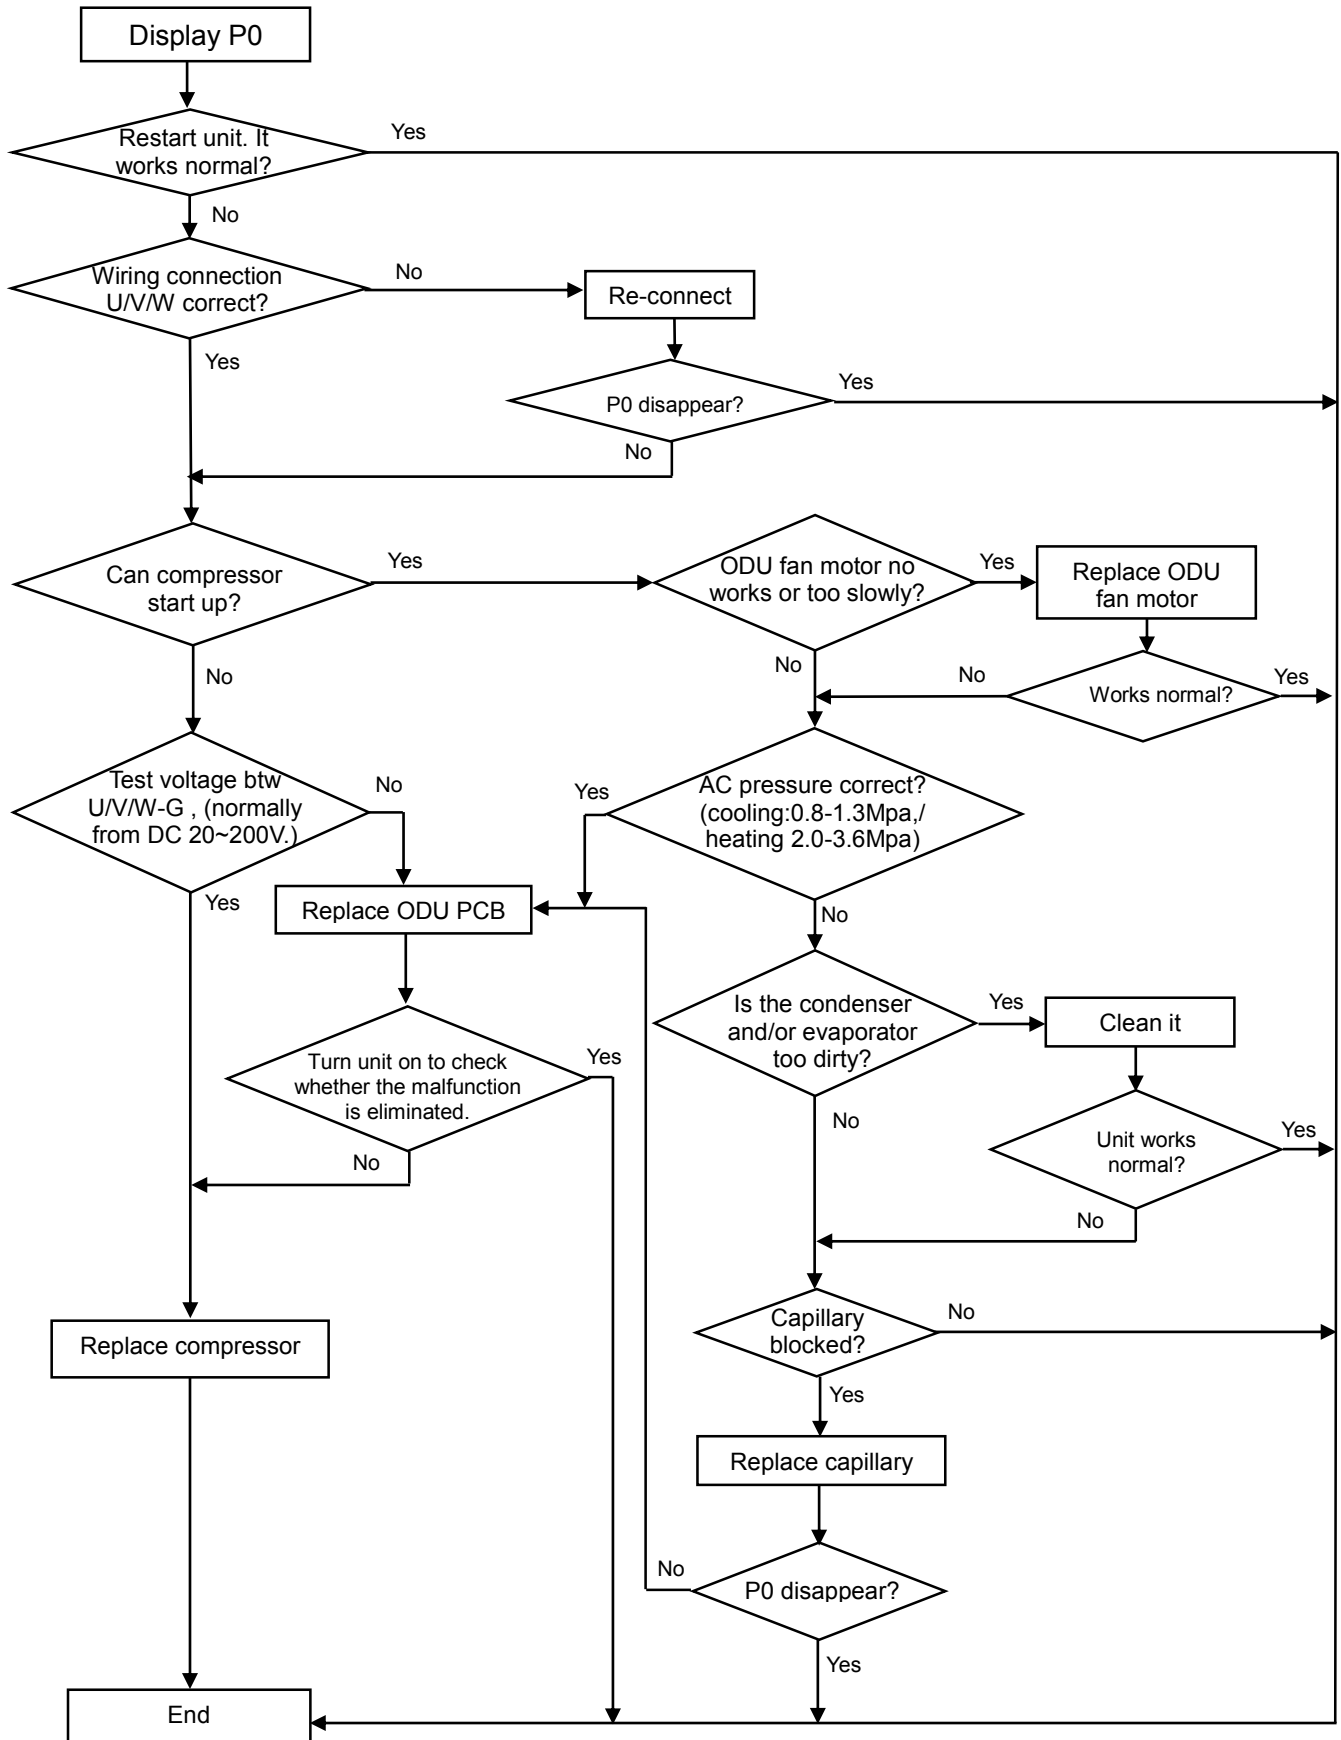 Display P0
Restart unit. It
works normal?
Yes
No
Wiring connection
U/V/W correct?
No
Re-connect
Yes
P0 disappear?
Yes
No
Can compressor
start up?
Yes
ODU fan motor no
works or too slowly?
Yes
Replace ODU
fan motor
No
No
No
Works normal?
Yes
Test voltage btw
U/V/W-G , (normally
from DC 20~200V.)
No
Yes
AC pressure correct?
(cooling:0.8-1.3Mpa,/
heating 2.0-3.6Mpa)
Yes
Replace ODU PCB
No
Is the condenser
and/or evaporator
too dirty?
Yes
Clean it
Turn unit on to check
whether the malfunction
is eliminated.
Yes
No
No
Unit works
normal?
Yes
No
Capillary
blocked?
No
Replace compressor
Yes
Replace capillary
No
P0 disappear?
Yes
End